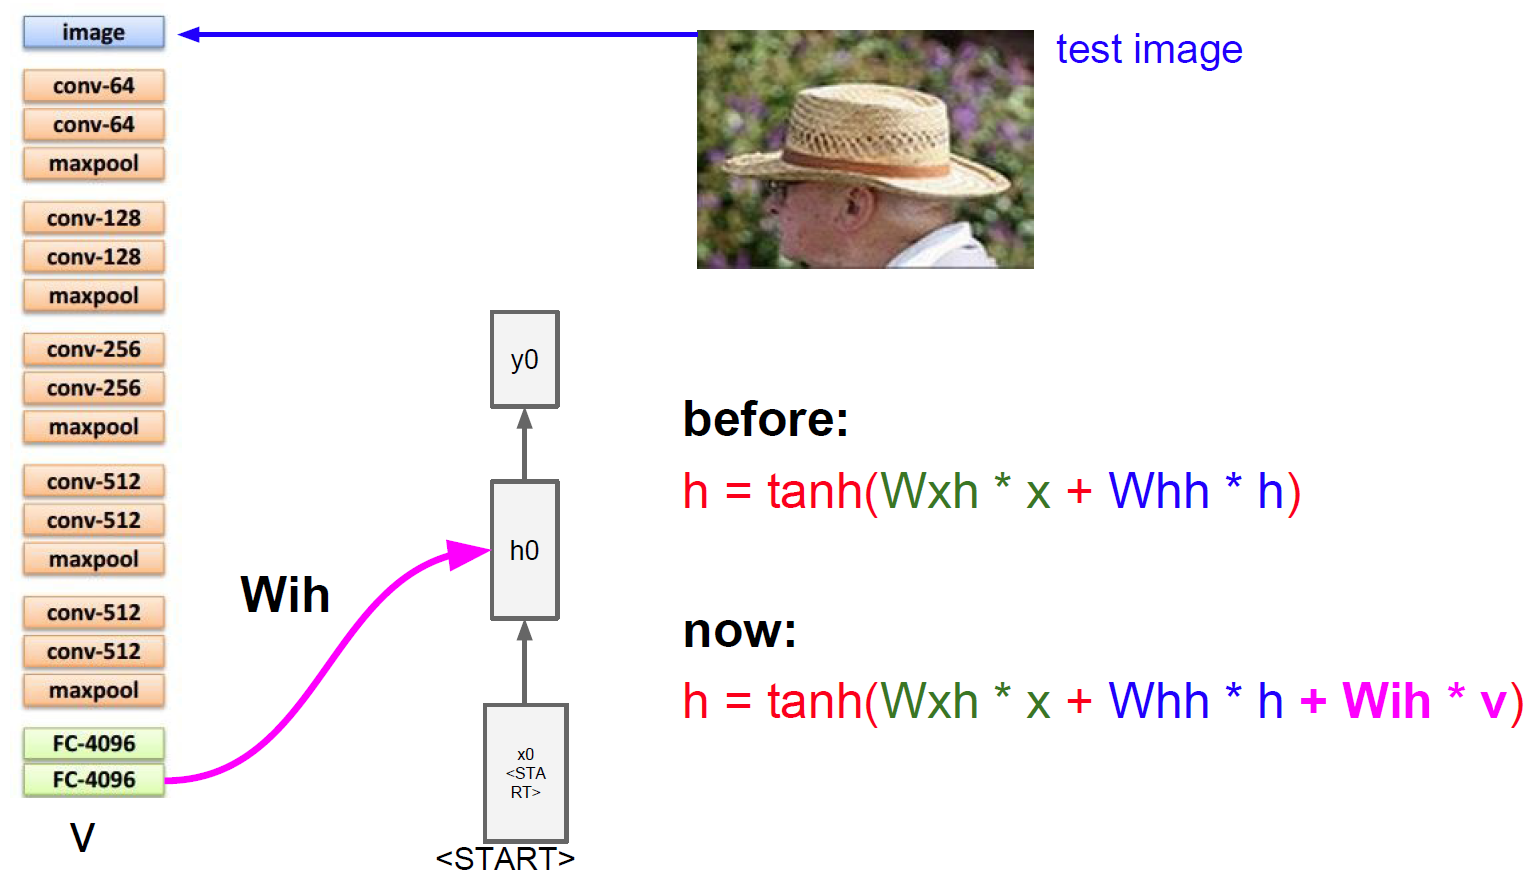 image
conv-64
conv-64
maxpool
conv-128
conv-128
maxpool
conv-256
conv-256
maxpool
conv-512
conv-512
maxpool
conv-512
conv-512
maxpool
FC-4096
FC-4096
V
Wih
y0
h0
x0
<STA
RT>
<START>
test image
before:
h = tanh(Wxh * x + Whh * h)
now:
h = tanh(Wxh * x + Whh * h + Wih * v)